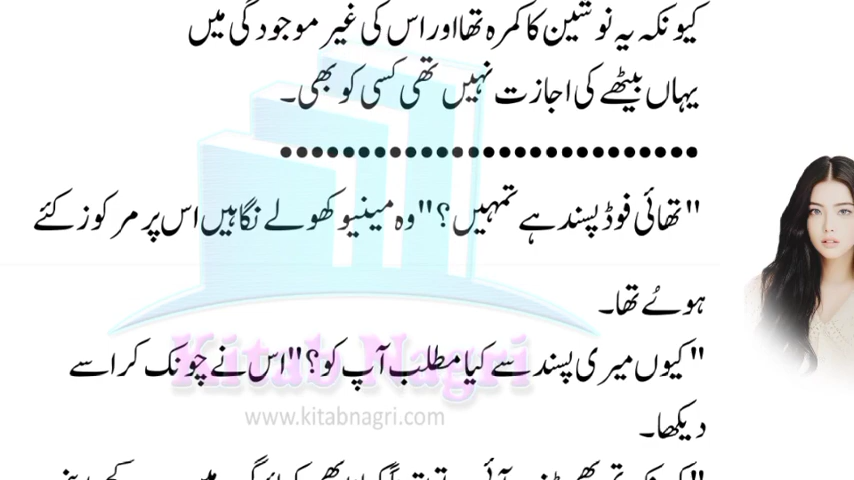 کیونکہ یہ نوشین کا کمرہ تھا اور اس کی غیر موجودگی میں
یہاں بیٹھے کی اجازت نہیں تھی کسی کو بھی۔
••••••••••••••••••••••••••••
"تھائی فوڈ پسند ہے تمہیں؟" وہ مینیو کھولے نگاہیں اس پر مرکوز کئے
ہوئے تھا۔
"کیوں میری پسند سے کیا مطلب آپ کو؟" اس نے چونک کر اسے
Kitab Nagri
www.kitabnagri.com
دیکھا۔